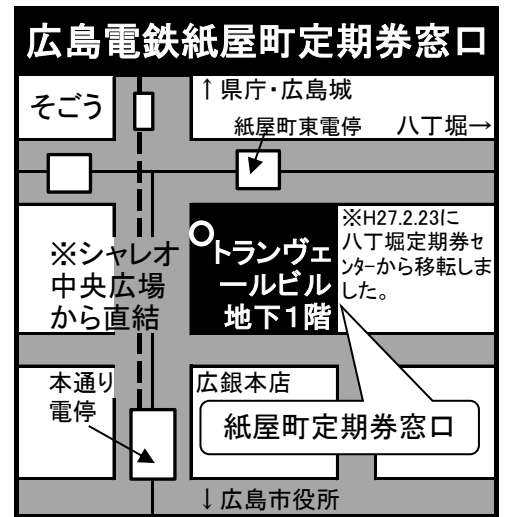 広島電鉄紙屋町定期券窓口
そごう
↑県庁・広島城
紙屋町東電停
八丁堀→
※シャレオ
中央広場
から直結
トランヴェ
ールビル
地下1階
※H27.2.23に
八丁堀定期券セ
ンターから移転しま
した。
本通り
電停
広銀本店
紙屋町定期券窓口
↓広島市役所